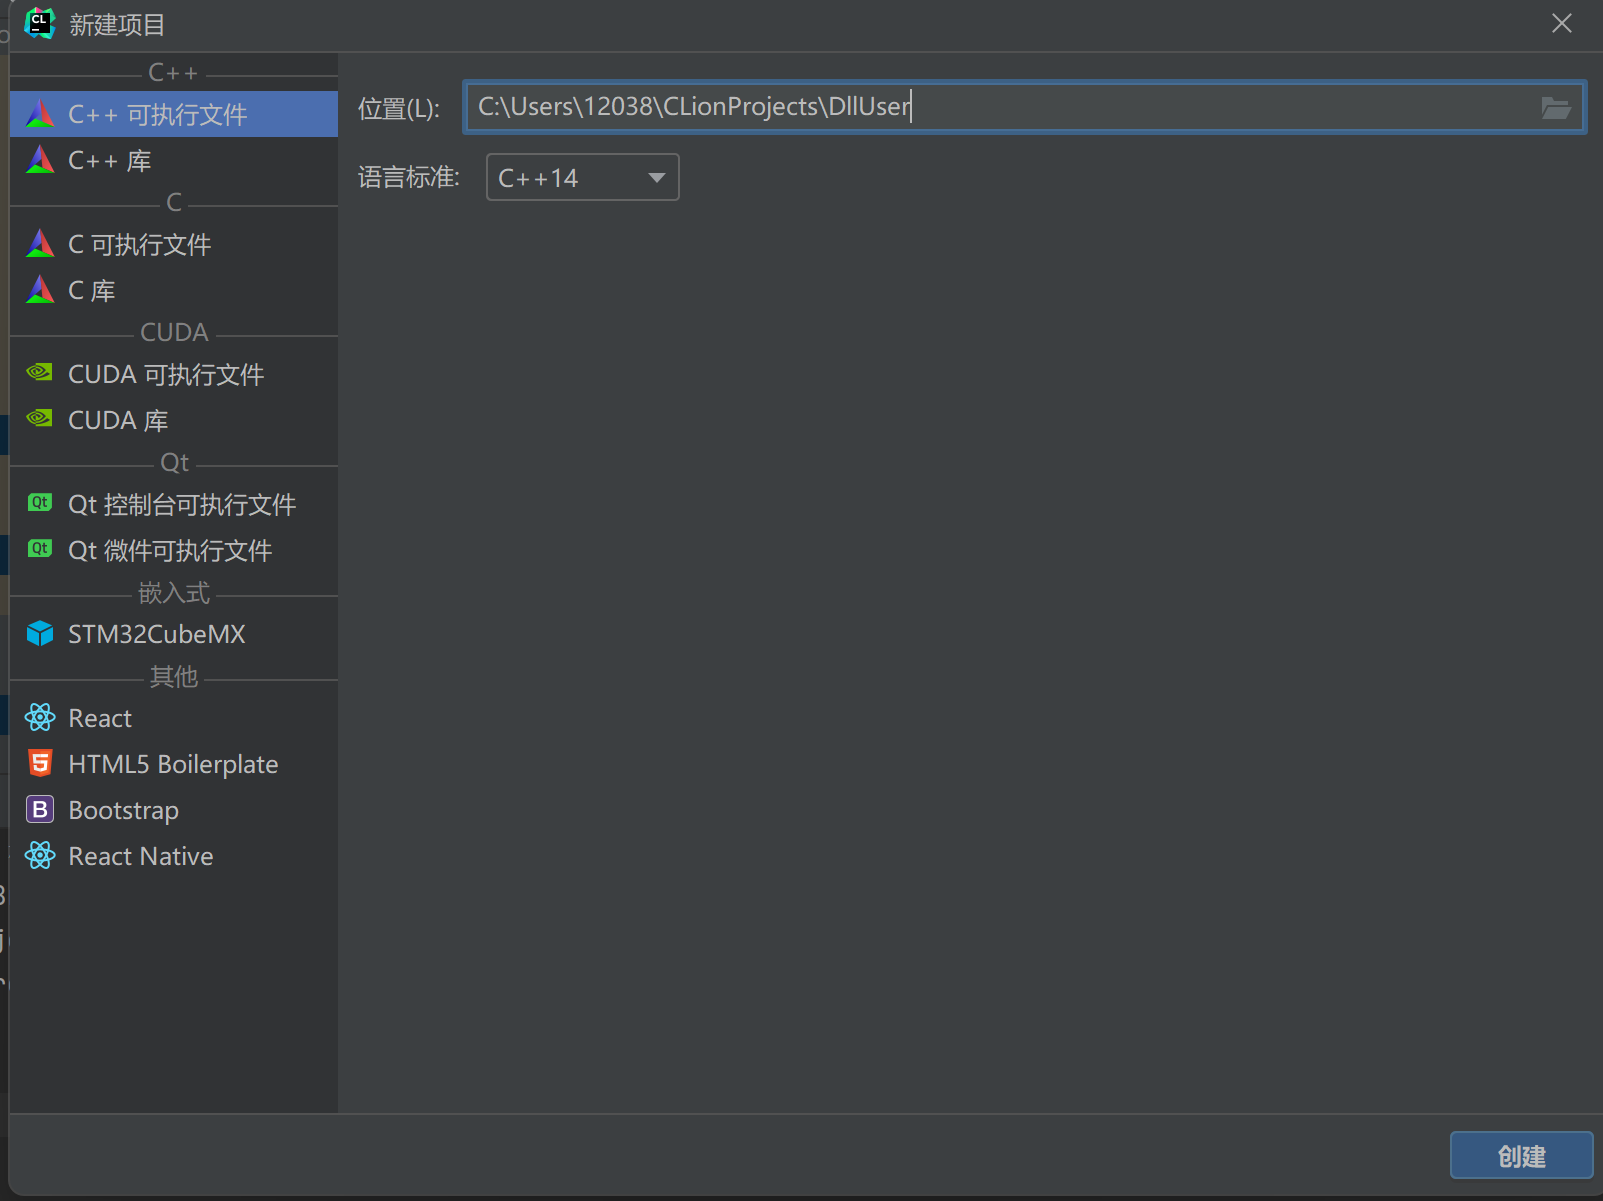 新建项目
C++
C++ 可执行文件
C++ 库
C
C 可执行文件
C 库
CUDA
CUDA 可执行文件
CUDA 库
Qt
Qt 控制台可执行文件
Qt 微件可执行文件
嵌入式
STM32CubeMX
其他
React
HTML5 Boilerplate
Bootstrap
React Native
位置(L): C:\Users\12038\CLionProjects\DllUser
语言标准: C++14
创建